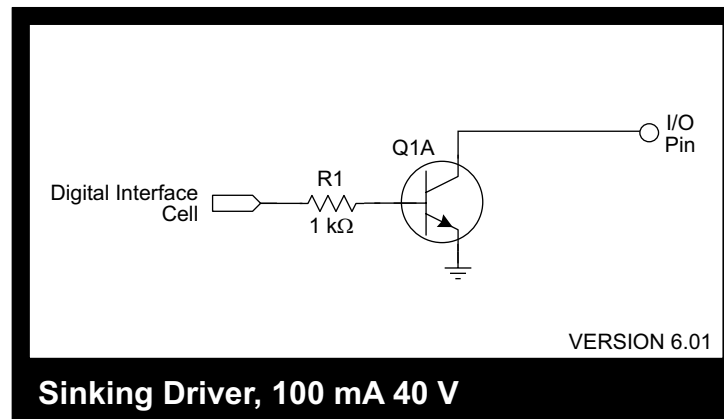 I/O
Pin
Q1A
R1
Digital Interface
Cell
1 kΩ
VERSION 6.01
Sinking Driver, 100 mA 40 V